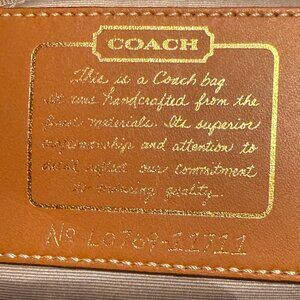 COACH
This is a Coach bag.
It was handcrafted from the
finest materials. Its superior
craftsmanship and attention to
detail reflect our commitment
to enduring quality.
No L0769-11711